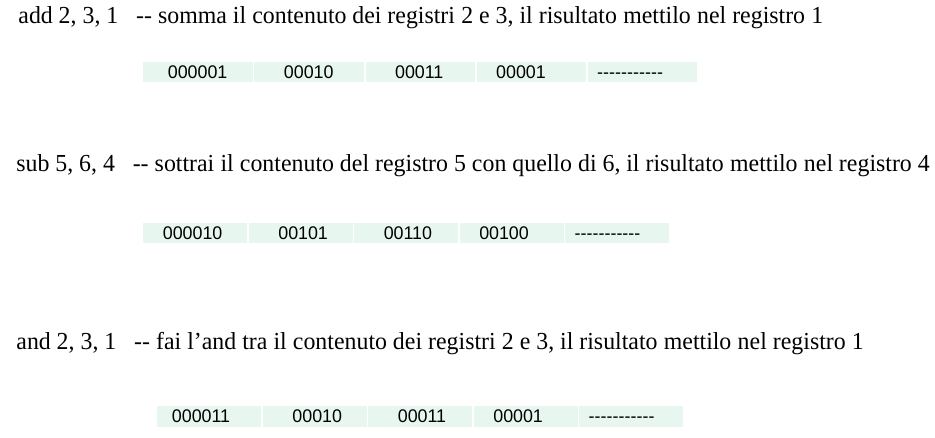 add 2, 3, 1 -- somma il contenuto dei registri 2 e 3, il risultato mettilo nel registro 1
000001 00010 00011 00001 -----------
sub 5, 6, 4 -- sottrai il contenuto del registro 5 con quello di 6, il risultato mettilo nel registro 4
000010 00101 00110 00100 -----------
and 2, 3, 1 -- fai l’and tra il contenuto dei registri 2 e 3, il risultato mettilo nel registro 1
000011 00010 00011 00001 -----------